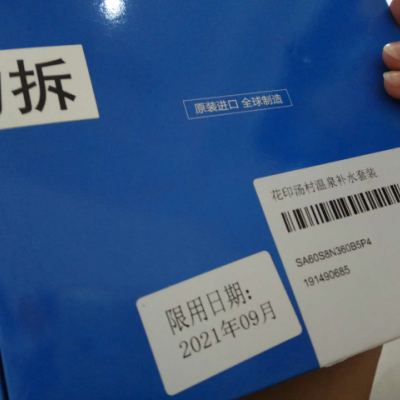 拆
原装进口 全球制造
花印汤村温泉补水套装
SA60S8N360B5P4
191490685
限用日期:
2021年09月